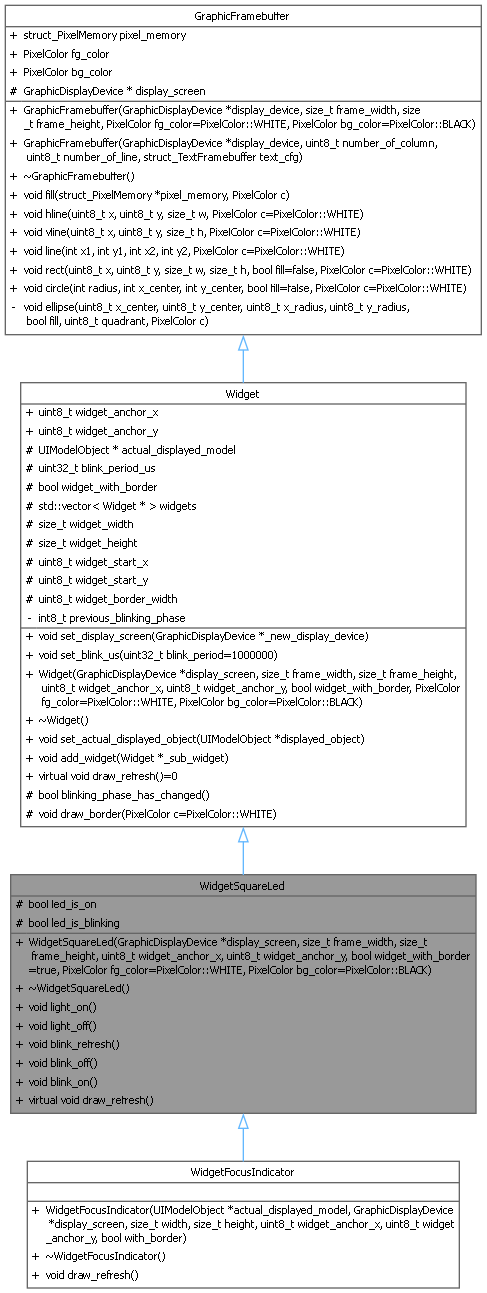 GraphicFramebuffer
+ struct_PixelMemory pixel_memory
+ PixelColor fg_color
+ PixelColor bg_color
# GraphicDisplayDevice * display_screen
+ GraphicFramebuffer(GraphicDisplayDevice *display_device, size_t frame_width, size
_t frame_height, PixelColor fg_color=PixelColor::WHITE, PixelColor bg_color=PixelColor::BLACK)
+ GraphicFramebuffer(GraphicDisplayDevice *display_device, uint8_t number_of_column,
uint8_t number_of_line, struct_TextFramebuffer text_cfg)
+ ~GraphicFramebuffer()
+ void fill(struct_PixelMemory *pixel_memory, PixelColor c)
+ void hline(uint8_t x, uint8_t y, size_t w, PixelColor c=PixelColor::WHITE)
+ void vline(uint8_t x, uint8_t y, size_t h, PixelColor c=PixelColor::WHITE)
+ void line(int x1, int y1, int x2, int y2, PixelColor c=PixelColor::WHITE)
+ void rect(uint8_t x, uint8_t y, size_t w, size_t h, bool fill=false, PixelColor c=PixelColor::WHITE)
+ void circle(int radius, int x_center, int y_center, bool fill=false, PixelColor c=PixelColor::WHITE)
- void ellipse(uint8_t x_center, uint8_t y_center, uint8_t x_radius, uint8_t y_radius,
bool fill, uint8_t quadrant, PixelColor c)
Widget
+ uint8_t widget_anchor_x
+ uint8_t widget_anchor_y
# UIModelObject * actual_displayed_model
# uint32_t blink_period_us
# bool widget_with_border
# std::vector< Widget * > widgets
# size_t widget_width
# size_t widget_height
# uint8_t widget_start_x
# uint8_t widget_start_y
# uint8_t widget_border_width
- int8_t previous_blinking_phase
+ void set_display_screen(GraphicDisplayDevice *_new_display_device)
+ void set_blink_us(uint32_t blink_period=1000000)
+ Widget(GraphicDisplayDevice *display_screen, size_t frame_width, size_t frame_height,
uint8_t widget_anchor_x, uint8_t widget_anchor_y, bool widget_with_border, PixelColor
fg_color=PixelColor::WHITE, PixelColor bg_color=PixelColor::BLACK)
+ ~Widget()
+ void set_actual_displayed_object(UIModelObject *displayed_object)
+ void add_widget(Widget *_sub_widget)
+ virtual void draw_refresh()=0
# bool blinking_phase_has_changed()
# void draw_border(PixelColor c=PixelColor::WHITE)
WidgetSquareLed
# bool led_is_on
# bool led_is_blinking
+ WidgetSquareLed(GraphicDisplayDevice *display_screen, size_t frame_width, size_t
frame_height, uint8_t widget_anchor_x, uint8_t widget_anchor_y, bool widget_with_border
=true, PixelColor fg_color=PixelColor::WHITE, PixelColor bg_color=PixelColor::BLACK)
+ ~WidgetSquareLed()
+ void light_on()
+ void light_off()
+ void blink_refresh()
+ void blink_off()
+ void blink_on()
+ virtual void draw_refresh()
WidgetFocusIndicator
+ WidgetFocusIndicator(UIModelObject *actual_displayed_model, GraphicDisplayDevice
*display_screen, size_t width, size_t height, uint8_t widget_anchor_x, uint8_t widget
_anchor_y, bool with_border)
+ ~WidgetFocusIndicator()
+ void draw_refresh()